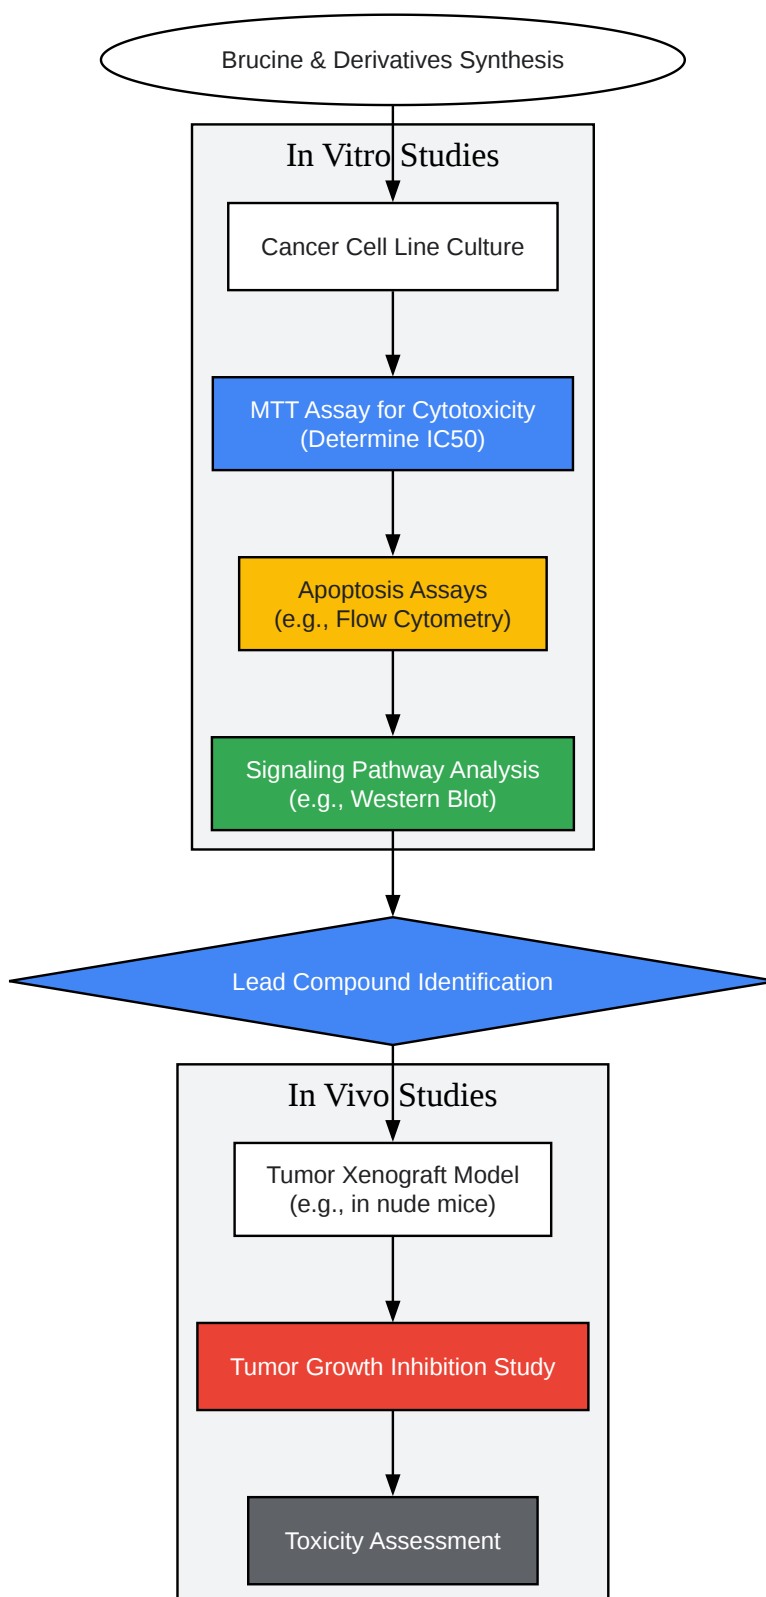 Brucine & Derivatives Synthesis
In Vitro Studies
Cancer Cell Line Culture
MTT Assay for Cytotoxicity
(Determine IC50)
Apoptosis Assays
(e.g., Flow Cytometry)
Signaling Pathway Analysis
(e.g., Western Blot)
Lead Compound Identification
In Vivo Studies
Tumor Xenograft Model
(e.g., in nude mice)
Tumor Growth Inhibition Study
Toxicity Assessment